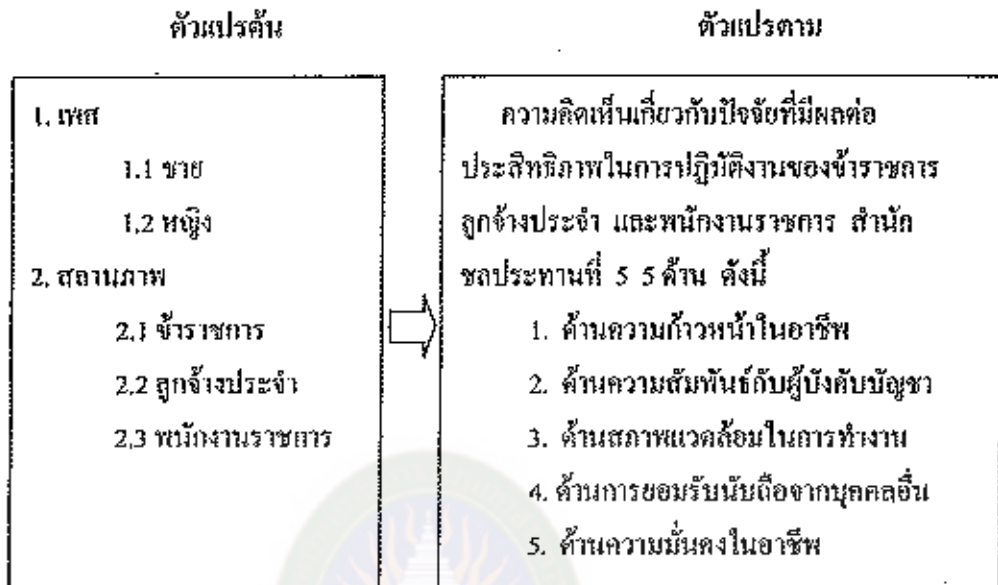 ตัวแปรต้น
1. เพศ
1.1 ชาย
1.2 หญิง
2. สถานภาพ
2.1 ข้าราชการ
2.2 ลูกจ้างประจำ
2.3 พนักงานราชการ
ตัวแปรตาม
ความคิดเห็นเกี่ยวกับปัจจัยที่มีผลต่อ
ประสิทธิภาพในการปฏิบัติงานของข้าราชการ
ลูกจ้างประจำ และพนักงานราชการ สำนัก
ชลประทานที่ 5 5 ด้าน ดังนี้
1. ด้านความก้าวหน้าในอาชีพ
2. ด้านความสัมพันธ์กับผู้บังคับบัญชา
3. ด้านสภาพแวดล้อมในการทำงาน
4. ด้านการยอมรับนับถือจากบุคคลอื่น
5. ด้านความมั่นคงในอาชีพ